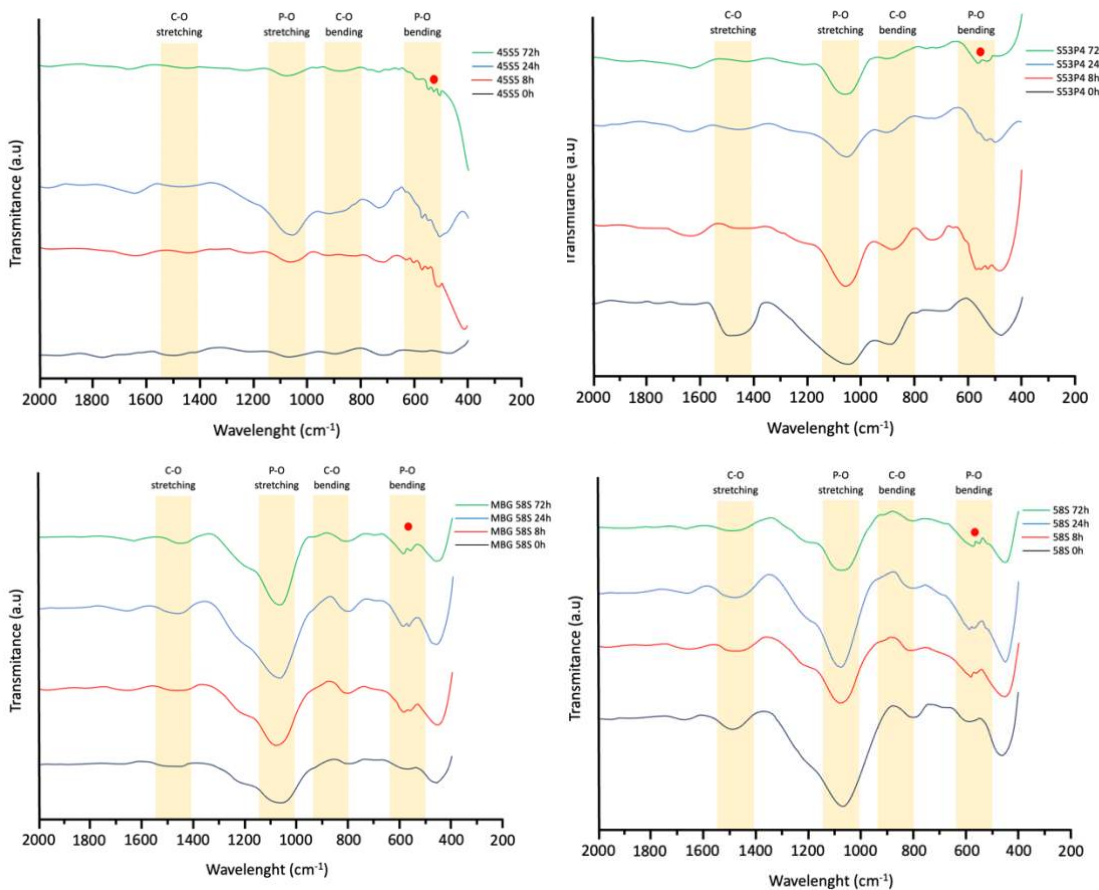 C-O P-O C-O P-O
stretching stretching bending bending
45S5 72h
45S5 24h
45S5 8h
45S5 0h
Transmitance (a.u)
2000 1800 1600 1400 1200 1000 800 600 400 200
Wavelenght (cm⁻¹)
C-O P-O C-O P-O
stretching stretching bending bending
S53P4 72
S53P4 24
S53P4 8h
S53P4 0h
Transmitance (a.u)
2000 1800 1600 1400 1200 1000 800 600 400 200
Wavelenght (cm⁻¹)
C-O P-O C-O P-O
stretching stretching bending bending
MBG 58S 72h
MBG 58S 24h
MBG 58S 8h
MBG 58S 0h
Transmitance (a.u)
2000 1800 1600 1400 1200 1000 800 600 400 200
Wavelenght (cm⁻¹)
C-O P-O C-O P-O
stretching stretching bending bending
58S 72h
58S 24h
58S 8h
58S 0h
Transmitance (a.u)
2000 1800 1600 1400 1200 1000 800 600 400 200
Wavelenght (cm⁻¹)